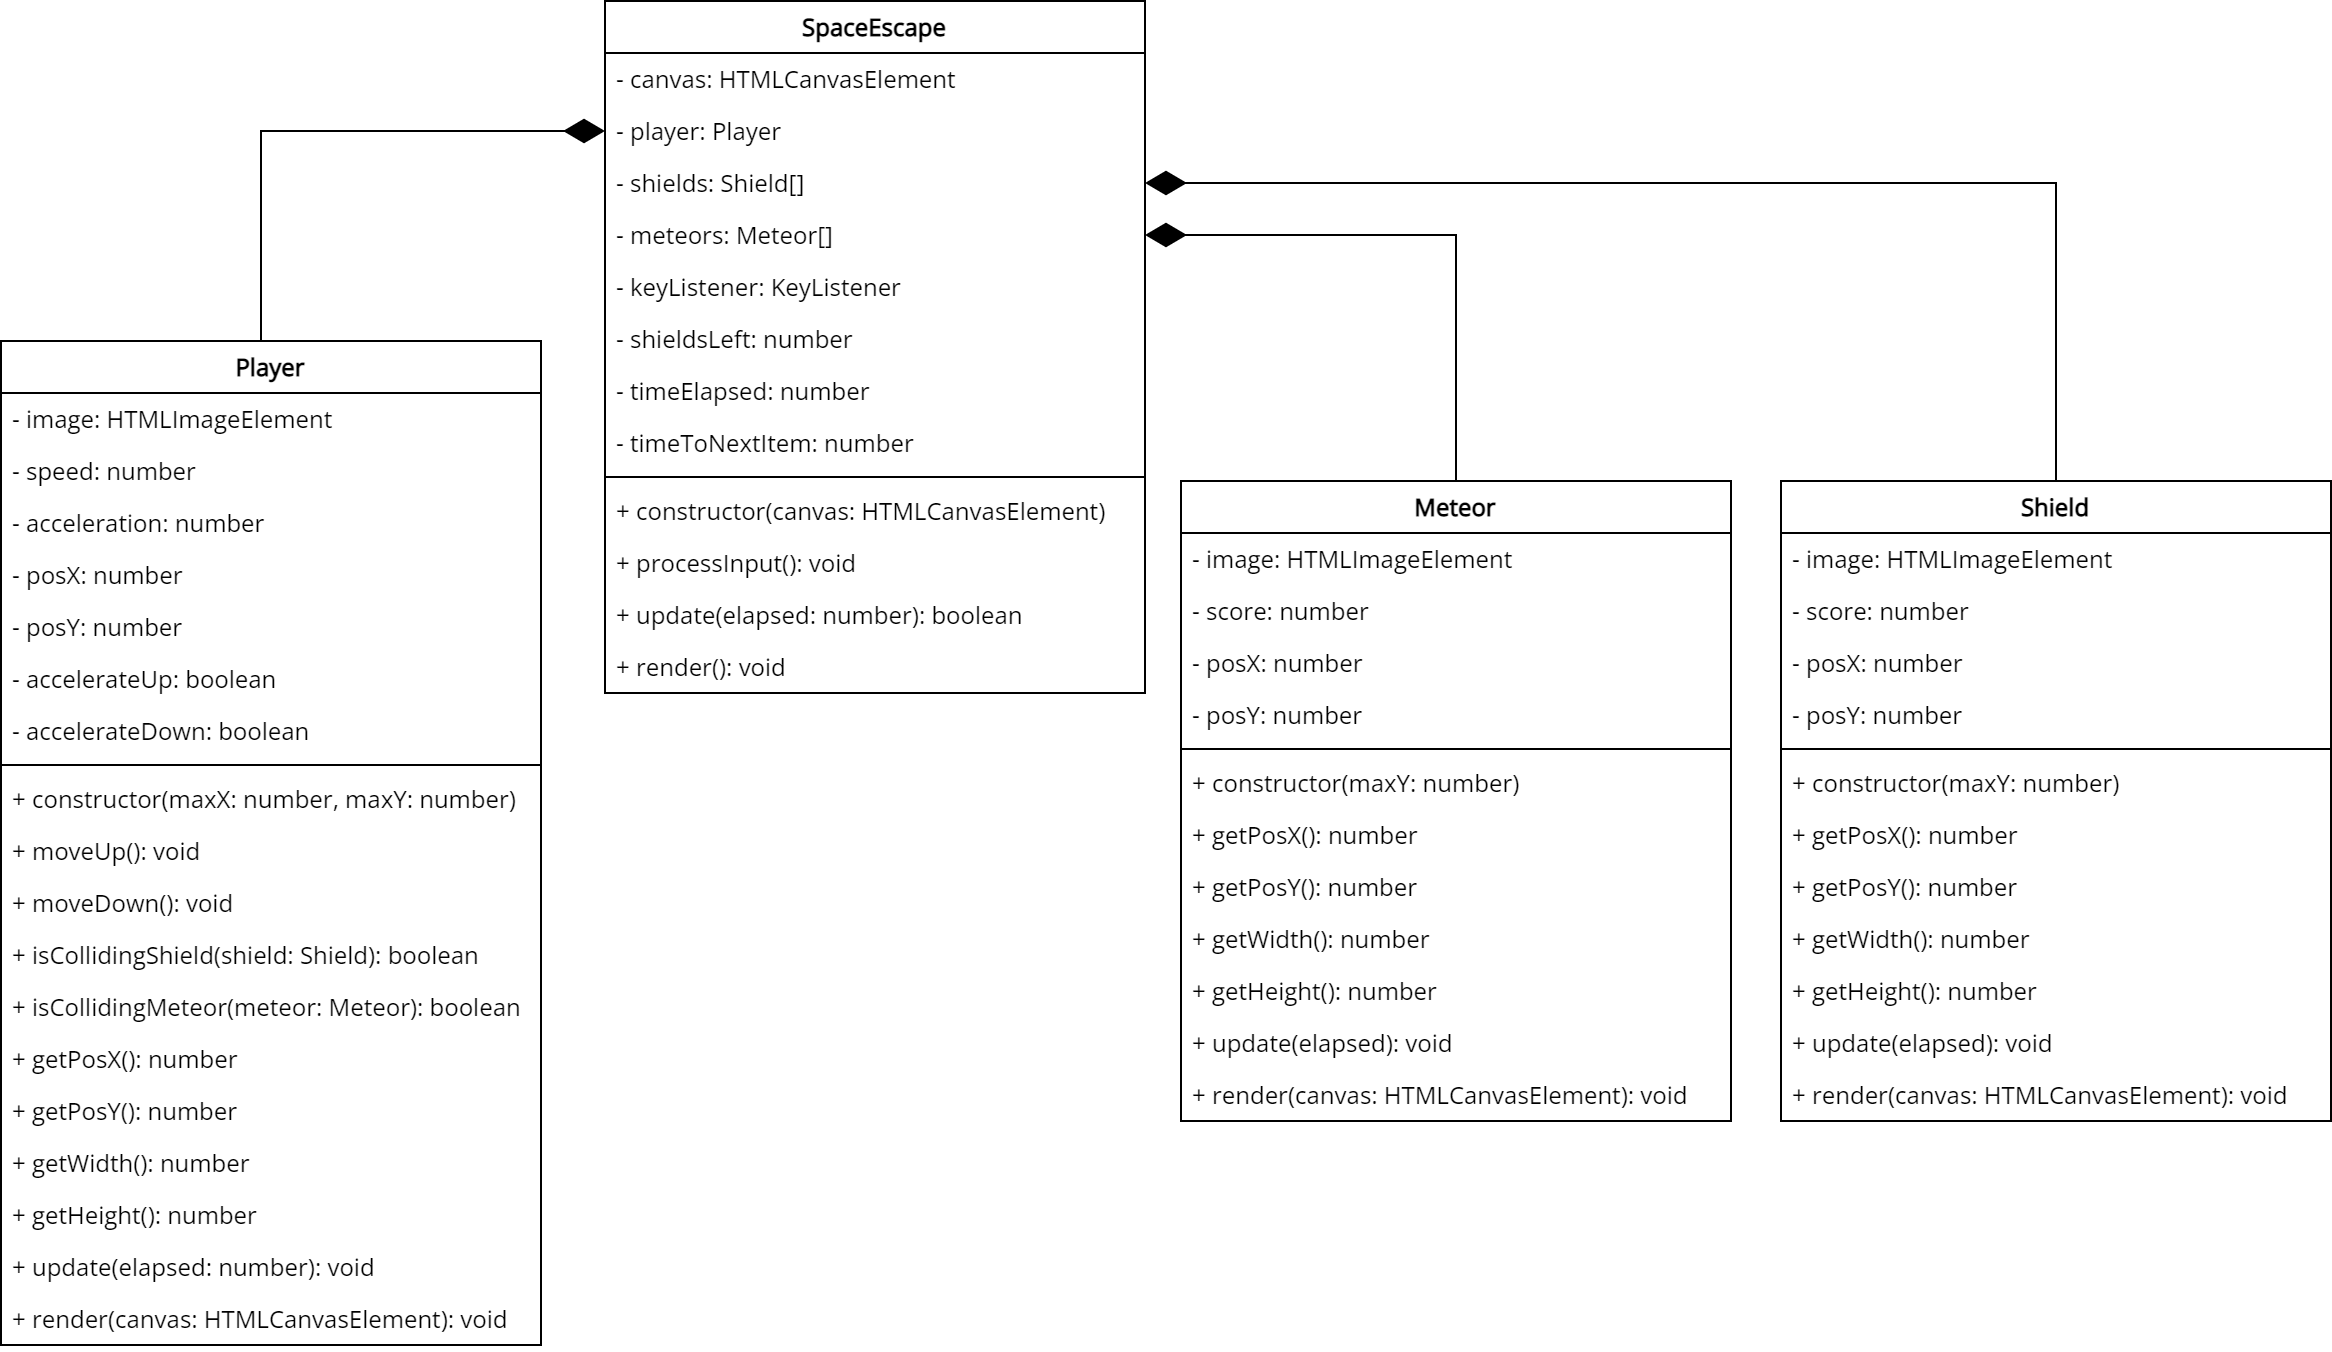 SpaceEscape
- canvas: HTMLCanvasElement
- player: Player
- shields: Shield[]
- meteors: Meteor[]
- keyListener: KeyListener
- shieldsLeft: number
- timeElapsed: number
- timeToNextItem: number
+ constructor(canvas: HTMLCanvasElement)
+ processInput(): void
+ update(elapsed: number): boolean
+ render(): void
Player
- image: HTMLImageElement
- speed: number
- acceleration: number
- posX: number
- posY: number
- accelerateUp: boolean
- accelerateDown: boolean
+ constructor(maxX: number, maxY: number)
+ moveUp(): void
+ moveDown(): void
+ isCollidingShield(shield: Shield): boolean
+ isCollidingMeteor(meteor: Meteor): boolean
+ getPosX(): number
+ getPosY(): number
+ getWidth(): number
+ getHeight(): number
+ update(elapsed: number): void
+ render(canvas: HTMLCanvasElement): void
Meteor
- image: HTMLImageElement
- score: number
- posX: number
- posY: number
+ constructor(maxY: number)
+ getPosX(): number
+ getPosY(): number
+ getWidth(): number
+ getHeight(): number
+ update(elapsed): void
+ render(canvas: HTMLCanvasElement): void
Shield
- image: HTMLImageElement
- score: number
- posX: number
- posY: number
+ constructor(maxY: number)
+ getPosX(): number
+ getPosY(): number
+ getWidth(): number
+ getHeight(): number
+ update(elapsed): void
+ render(canvas: HTMLCanvasElement): void